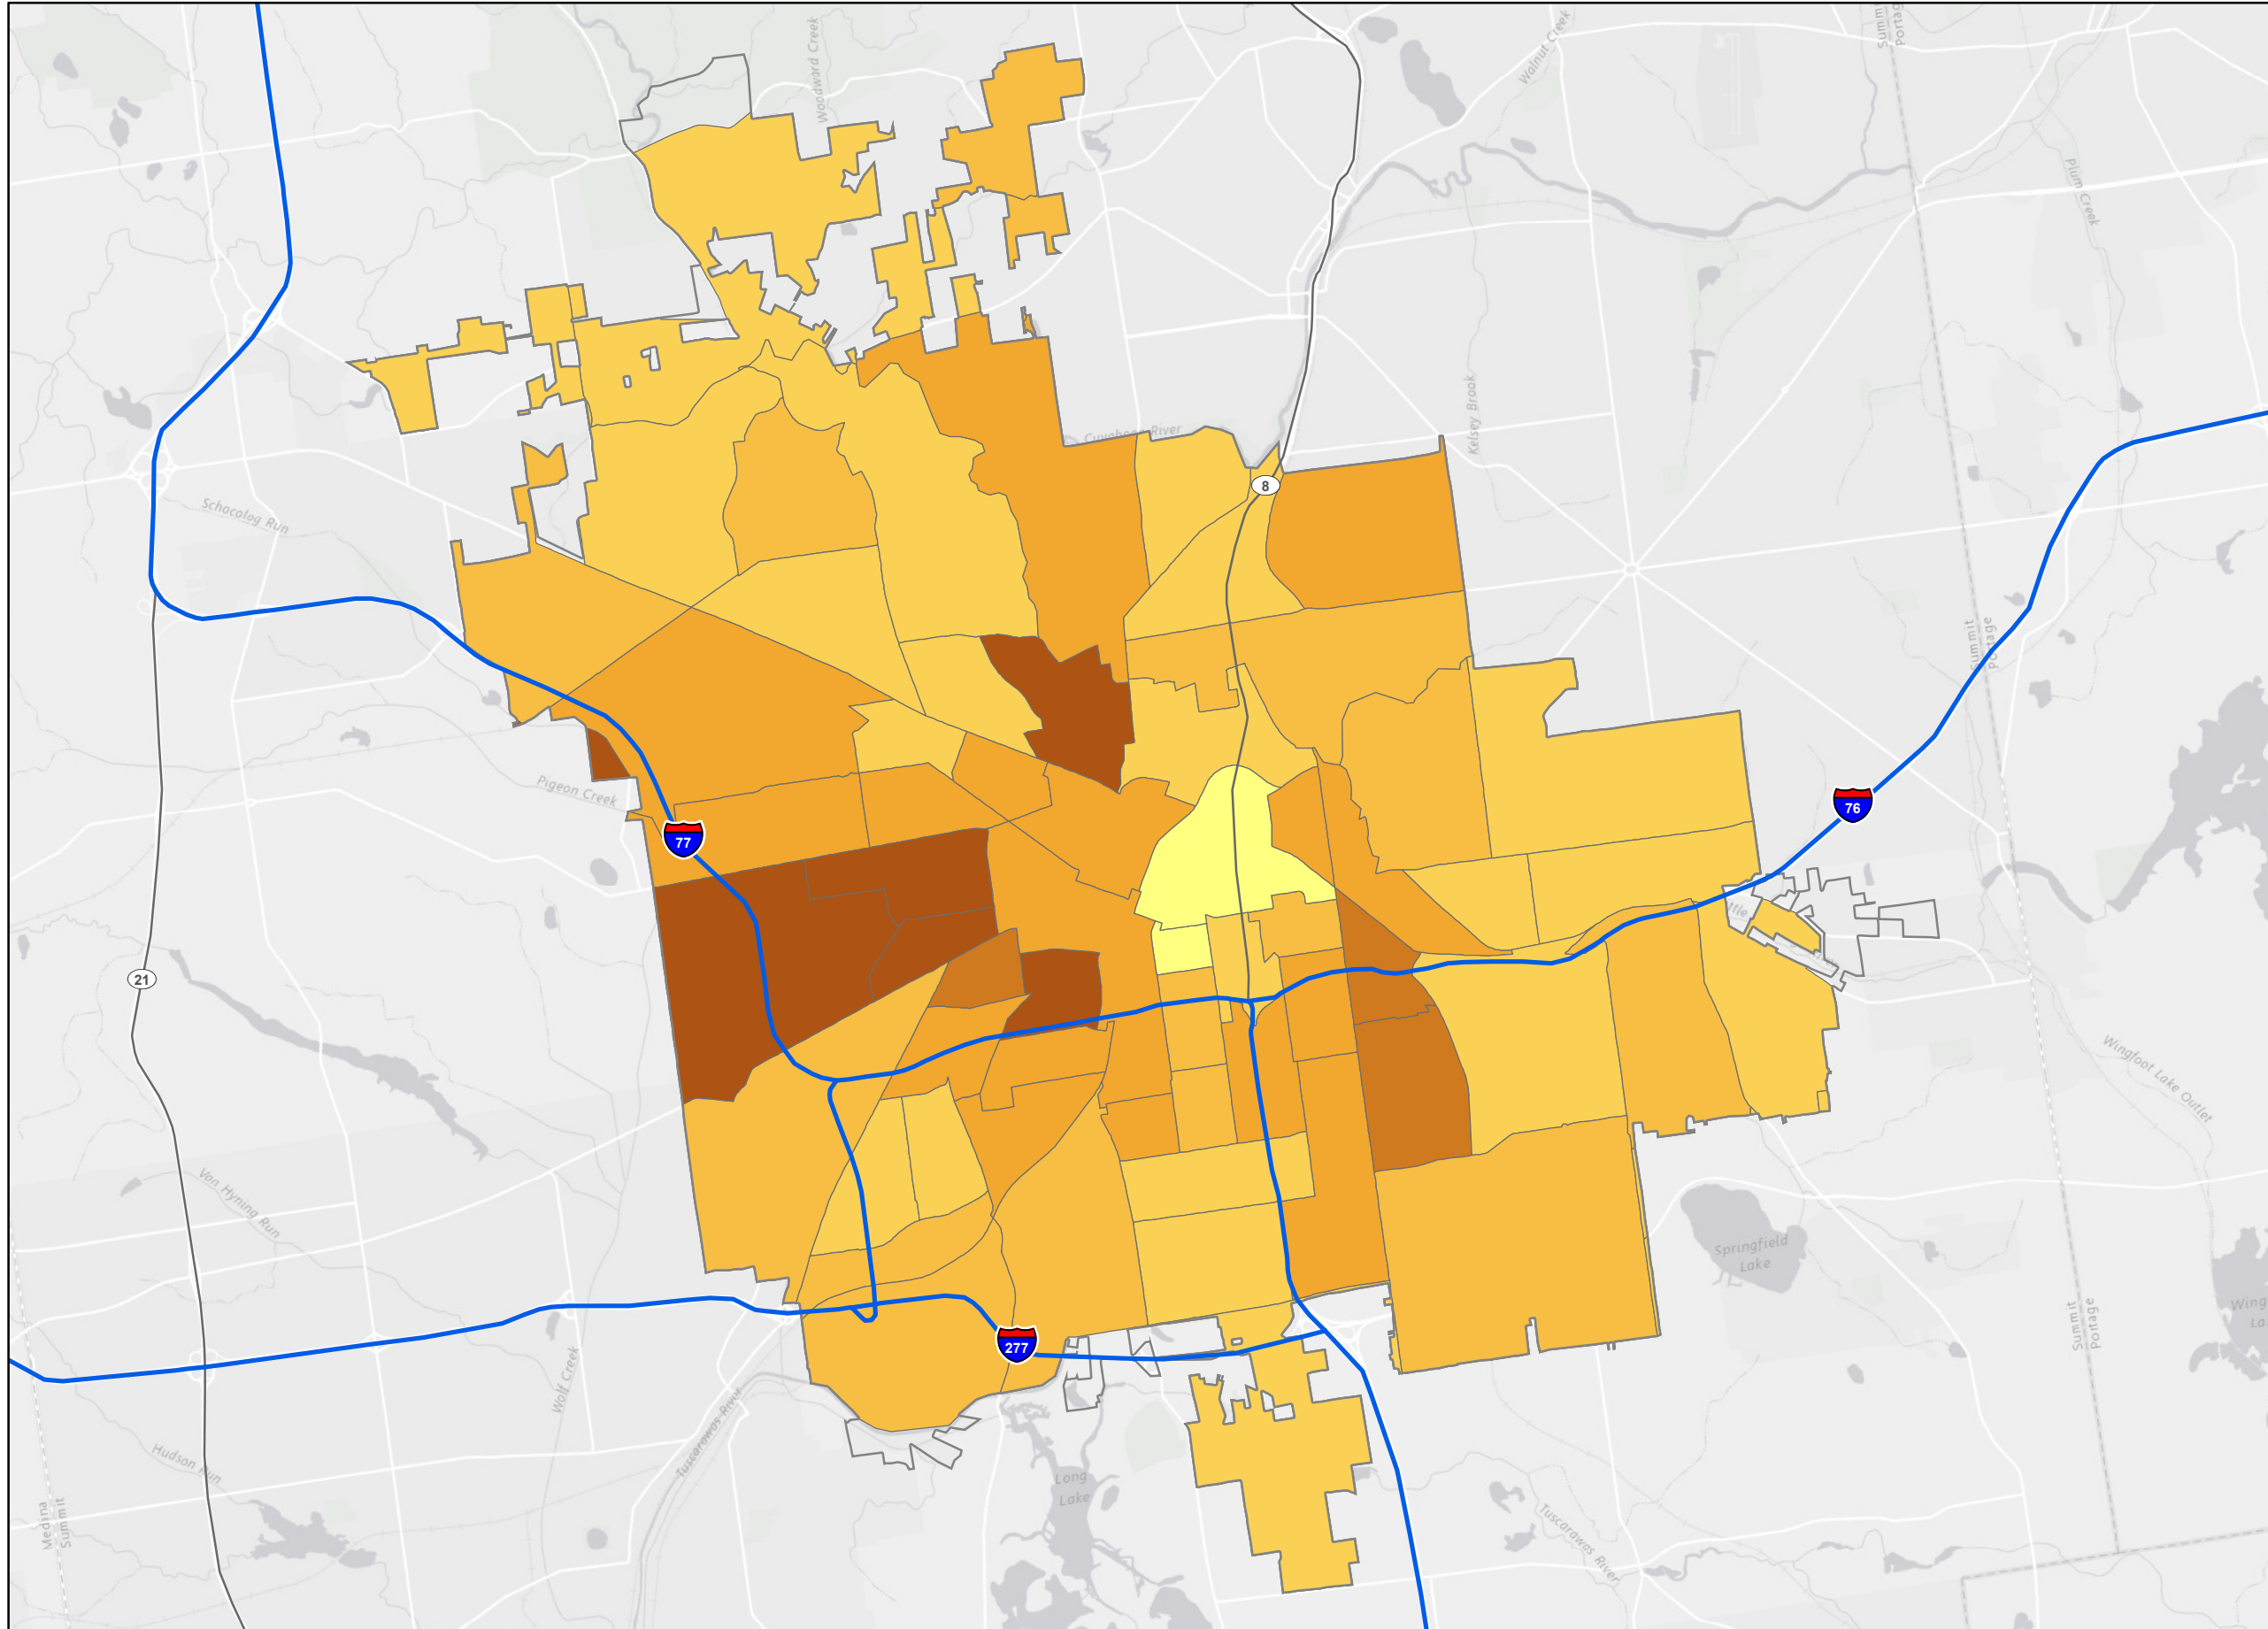 Woodward Creek
Walnut Creek
Summit
Portage
Plum Creek
Kelsey Brook
Cuyahoga River
8
Schocalog Run
Summit
Portage
Pigeon Creek
77
76
21
Wingfoot Lake Outlet
Van Hyning Run
Springfield
Lake
Summit
Portage
277
Wolf Creek
Tuscarawas River
Hudson Run
Long
Lake
Medina
Summit
Tuscarawas River